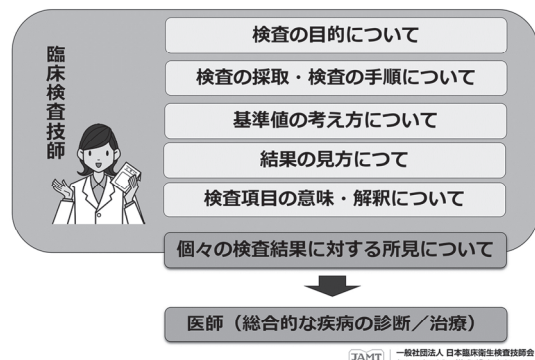 臨床検査技師
検査の目的について
検査の採取・検査の手順について
基準値の考え方について
結果の見方につて
検査項目の意味・解釈について
個々の検査結果に対する所見について
医師（総合的な疾病の診断／治療）
JAMT
一般社団法人 日本臨床衛生検査技師会